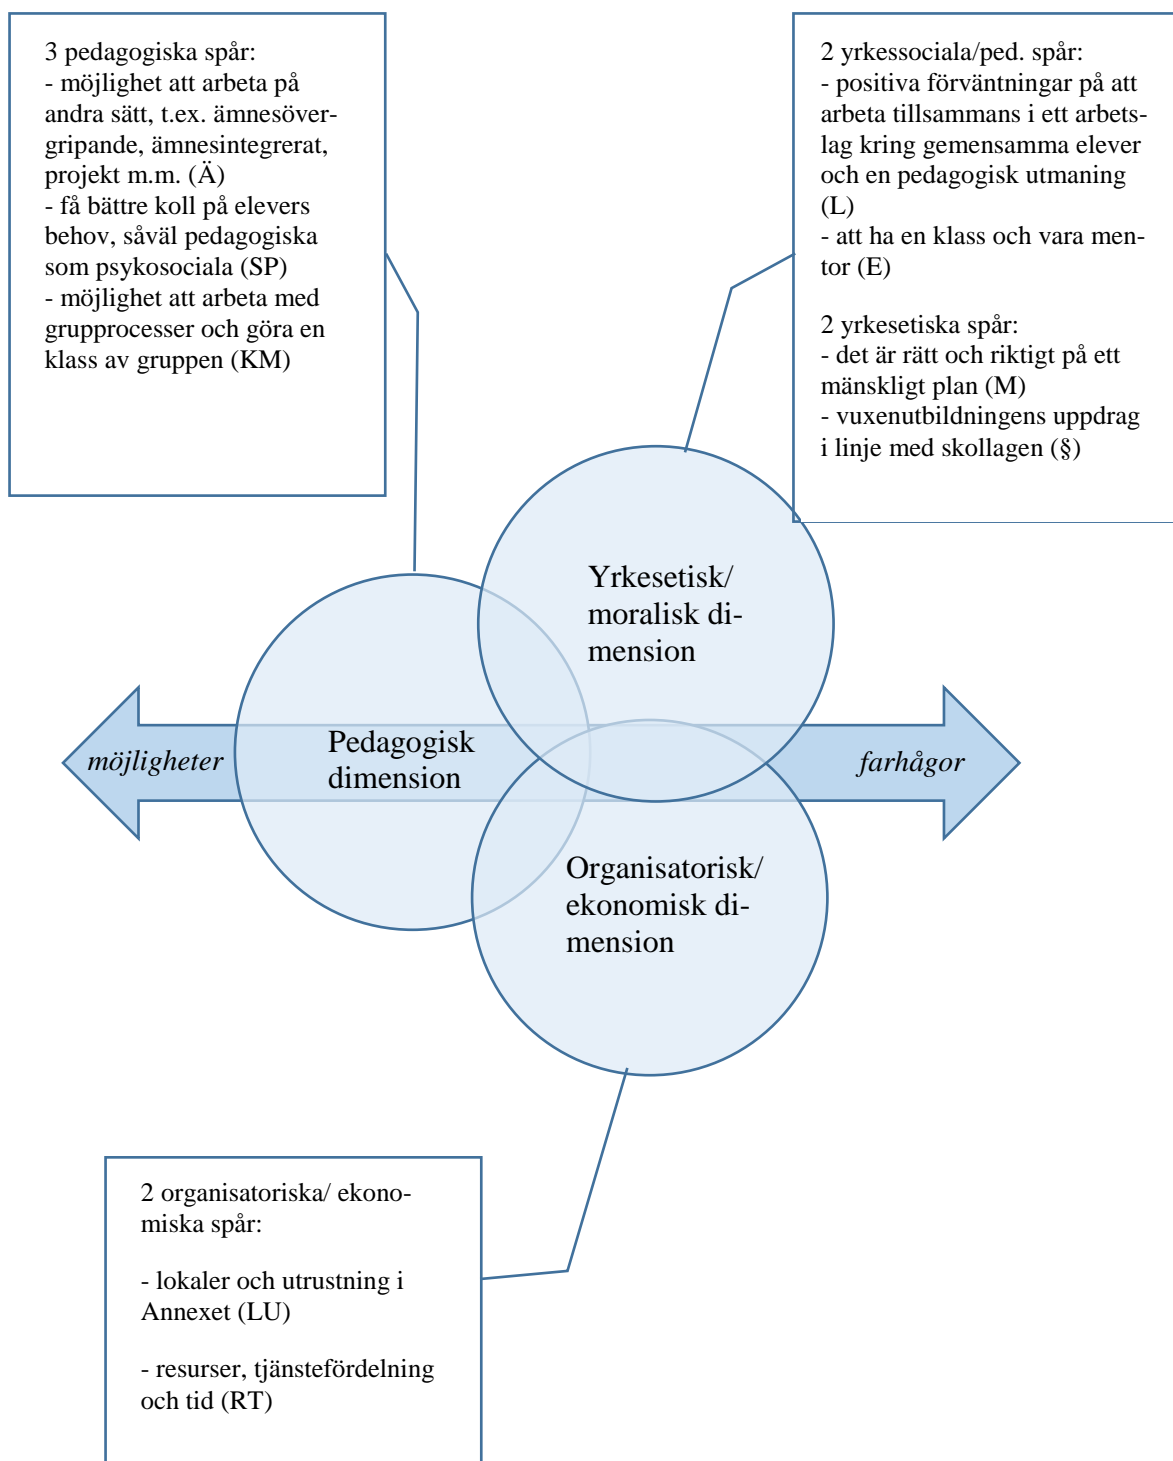 3 pedagogiska spår:
- möjlighet att arbeta på
andra sätt, t.ex. ämnesöver-
gripande, ämnesintegrerat,
projekt m.m. (Ä)
- få bättre koll på elevers
behov, såväl pedagogiska
som psykosociala (SP)
- möjlighet att arbeta med
grupprocesser och göra en
klass av gruppen (KM)
2 yrkessociala/ped. spår:
- positiva förväntningar på att
arbeta tillsammans i ett arbets-
lag kring gemensamma elever
och en pedagogisk utmaning
(L)
- att ha en klass och vara men-
tor (E)
2 yrkesetiska spår:
- det är rätt och riktigt på ett
mänskligt plan (M)
- vuxenutbildningens uppdrag
i linje med skollagen (§)
Yrkesetisk/
moralisk di-
mension
möjligheter
Pedagogisk
dimension
farhågor
Organisatorisk/
ekonomisk di-
mension
2 organisatoriska/ ekono-
miska spår:
- lokaler och utrustning i
Annexet (LU)
- resurser, tjänstefördelning
och tid (RT)